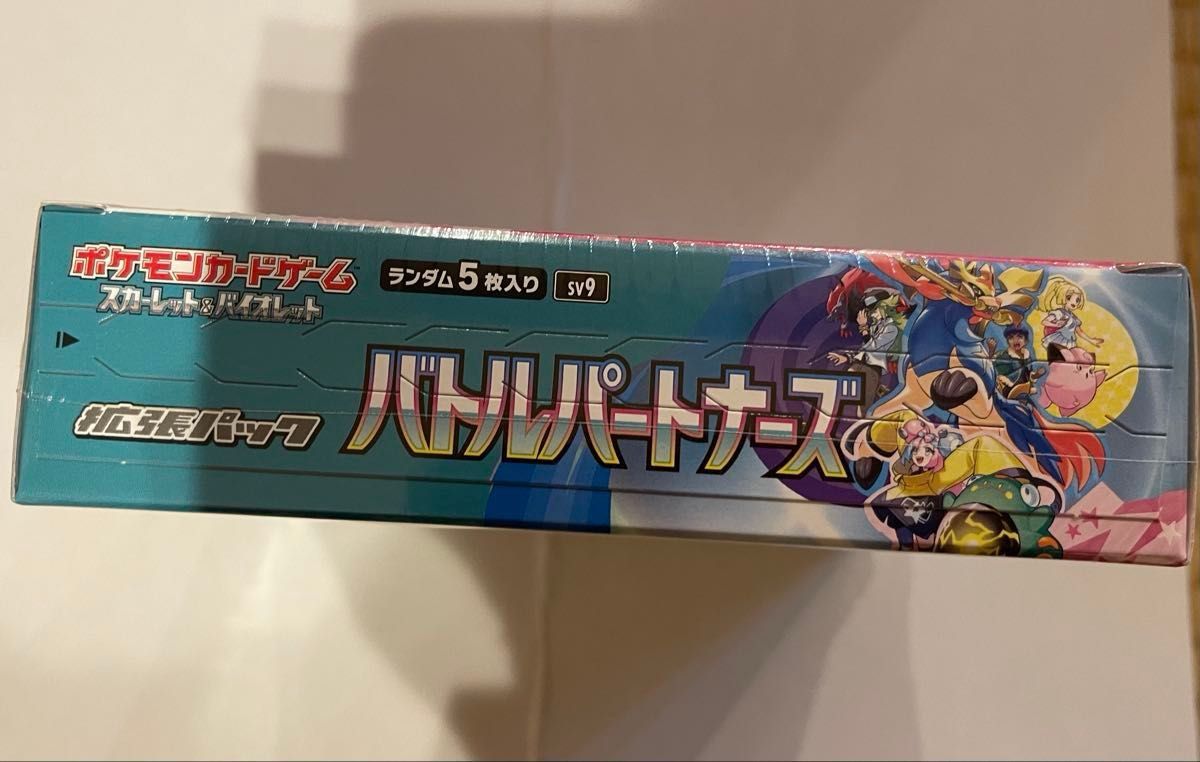 ポケモンカードゲーム™
スカーレット&バイオレット
ランダム5枚入り
sv9
拡張パック
バトルパートナーズ